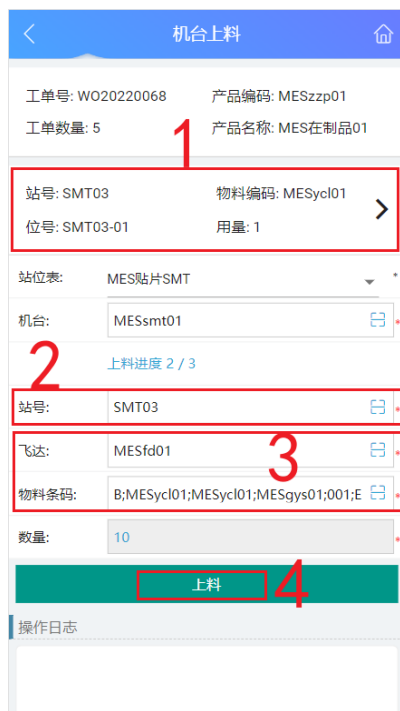 机台上料
工单号: WO20220068 产品编码: MESzzp01
工单数量: 5 产品名称: MES在制品01
1
站号: SMT03 物料编码: MESycl01
位号: SMT03-01 用量: 1
站位表: MES贴片SMT *
机台: MESsmt01 *
上料进度 2 / 3
2
站号: SMT03 *
飞达: MESfd01 *
3
物料条码: B;MESycl01;MESycl01;MESgys01;001;E *
数量: 10 *
上料
4
操作日志